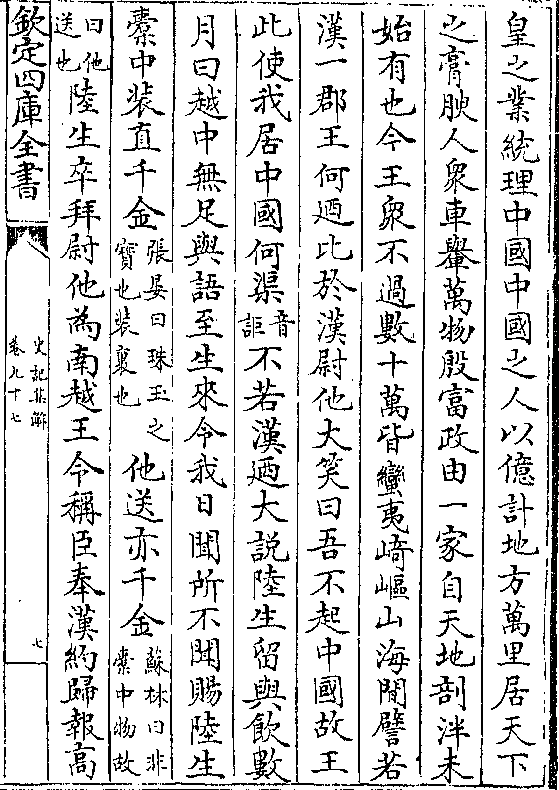 皇之業統理中國中國之人以億計地方萬里居天下
之膏腴人衆車轝萬物殷富政由一家自天地剖泮未
始有也今王衆不過數十萬皆蠻夷崎嶇山海閒譬若
漢一郡王何廼比於漢尉他大笑曰吾不起中國故王
此使我居中國何渠音詎不若漢廼大説陸生留與飲數
月曰越中無足與語至生來令我日聞所不聞賜陸生
橐中裝直千金張晏曰珠玉之寶也裝裹也他送亦千金蘇林曰非橐中物故
曰他送也陸生卒拜尉他為南越王令稱臣奉漢約歸報高
欽定四庫全書
史記集解
卷九十七
七